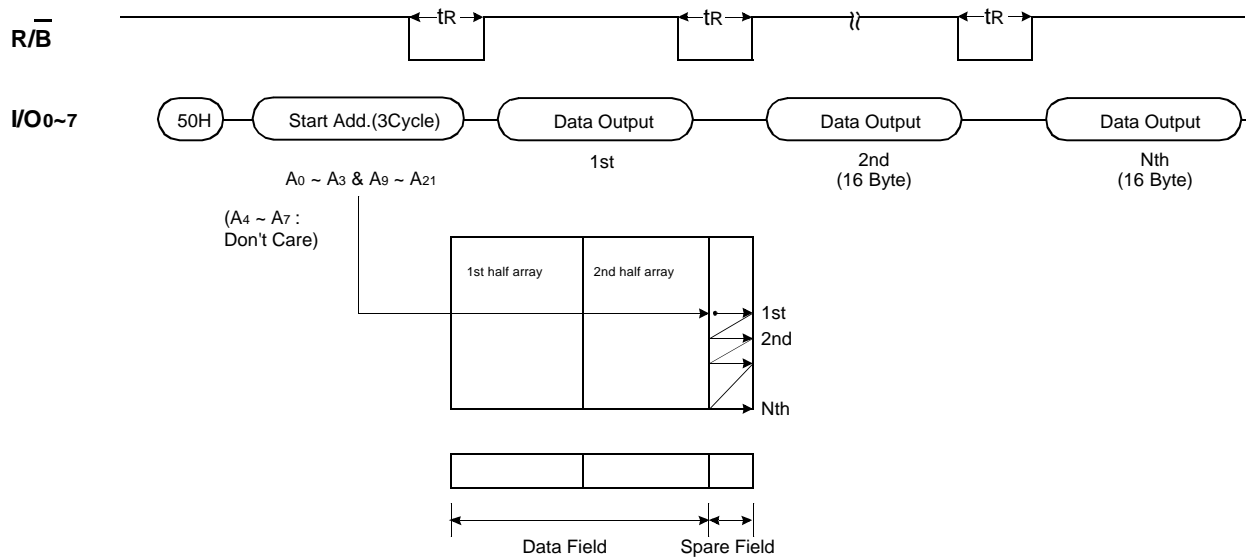 tR tR tR
R/B
I/O0~7
50H Start Add.(3Cycle) Data Output Data Output Data Output
1st 2nd Nth
(16 Byte) (16 Byte)
A0 ~ A3 & A9 ~ A21
(A4 ~ A7 :
Don't Care)
1st half array 2nd half array
1st
2nd
Nth
Data Field Spare Field